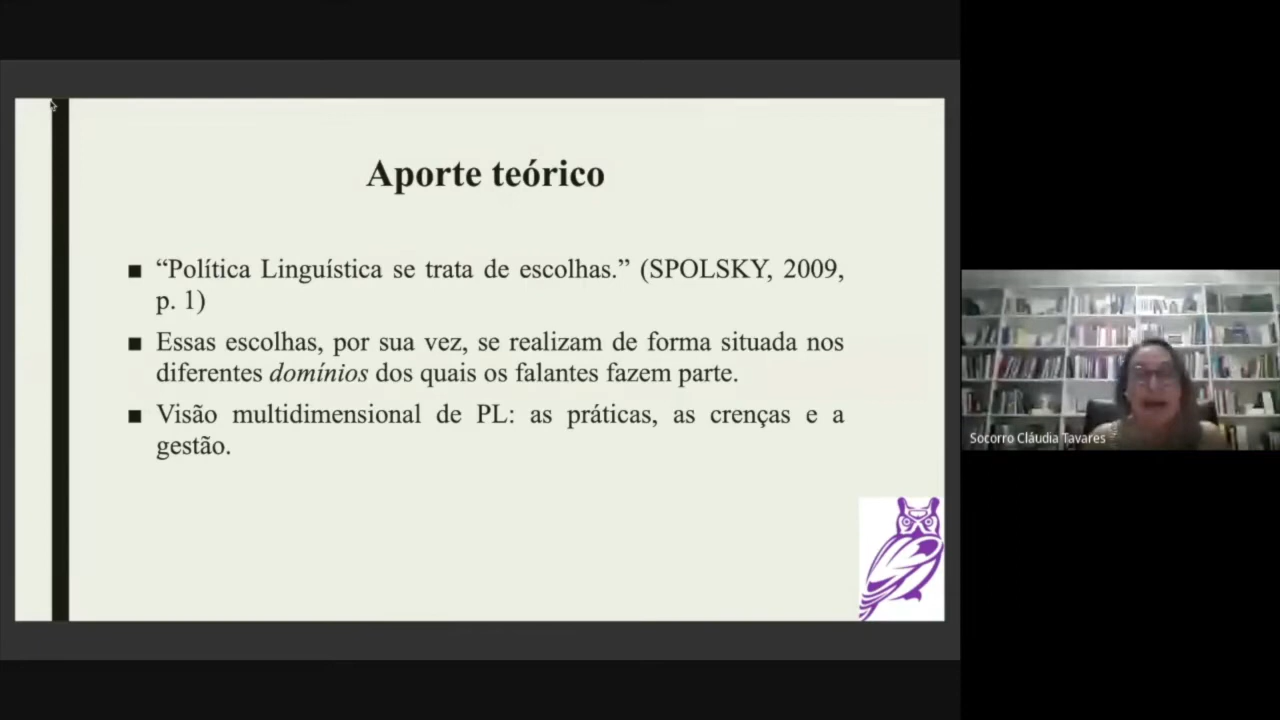 Aporte teórico
“Política Linguística se trata de escolhas.” (SPOLSKY, 2009,
p. 1)
Essas escolhas, por sua vez, se realizam de forma situada nos
diferentes domínios dos quais os falantes fazem parte.
Visão multidimensional de PL: as práticas, as crenças e a
gestão.
Socorro Cláudia Tavares